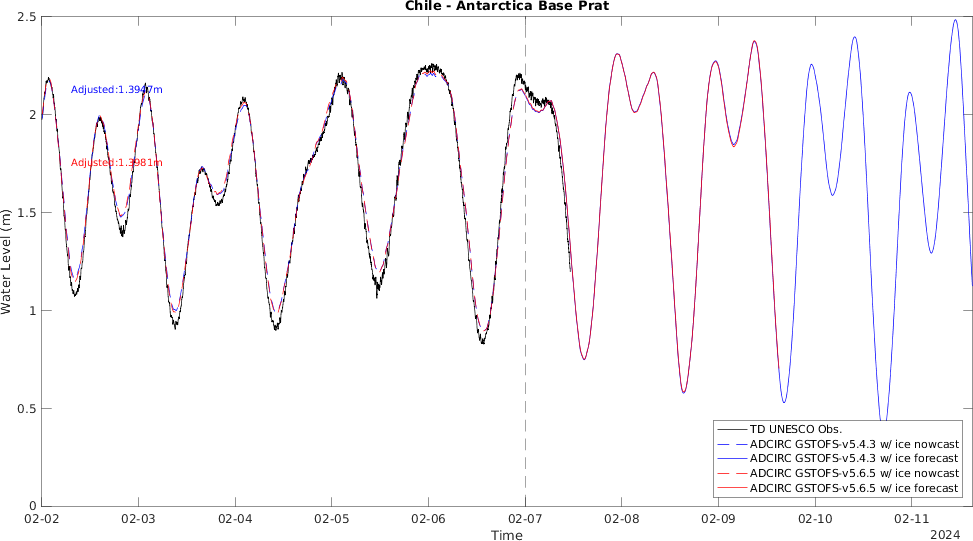 Chile - Antarctica Base Prat
2.5
2
1.5
1
0.5
0
Water Level (m)
Adjusted:1.3947m
Adjusted:1.3981m
TD UNESCO Obs.
ADCIRC GSTOFS-v5.4.3 w/ ice nowcast
ADCIRC GSTOFS-v5.4.3 w/ ice forecast
ADCIRC GSTOFS-v5.6.5 w/ ice nowcast
ADCIRC GSTOFS-v5.6.5 w/ ice forecast
02-02 02-03 02-04 02-05 02-06 02-07 02-08 02-09 02-10 02-11
Time
2024